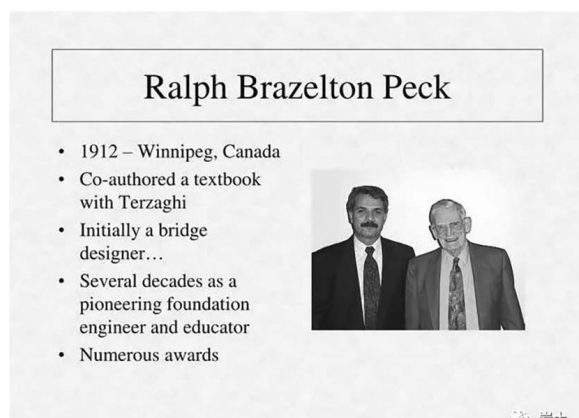 Ralph Brazelton Peck
• 1912 – Winnipeg, Canada
• Co-authored a textbook
with Terzaghi
• Initially a bridge
designer…
• Several decades as a
pioneering foundation
engineer and educator
• Numerous awards